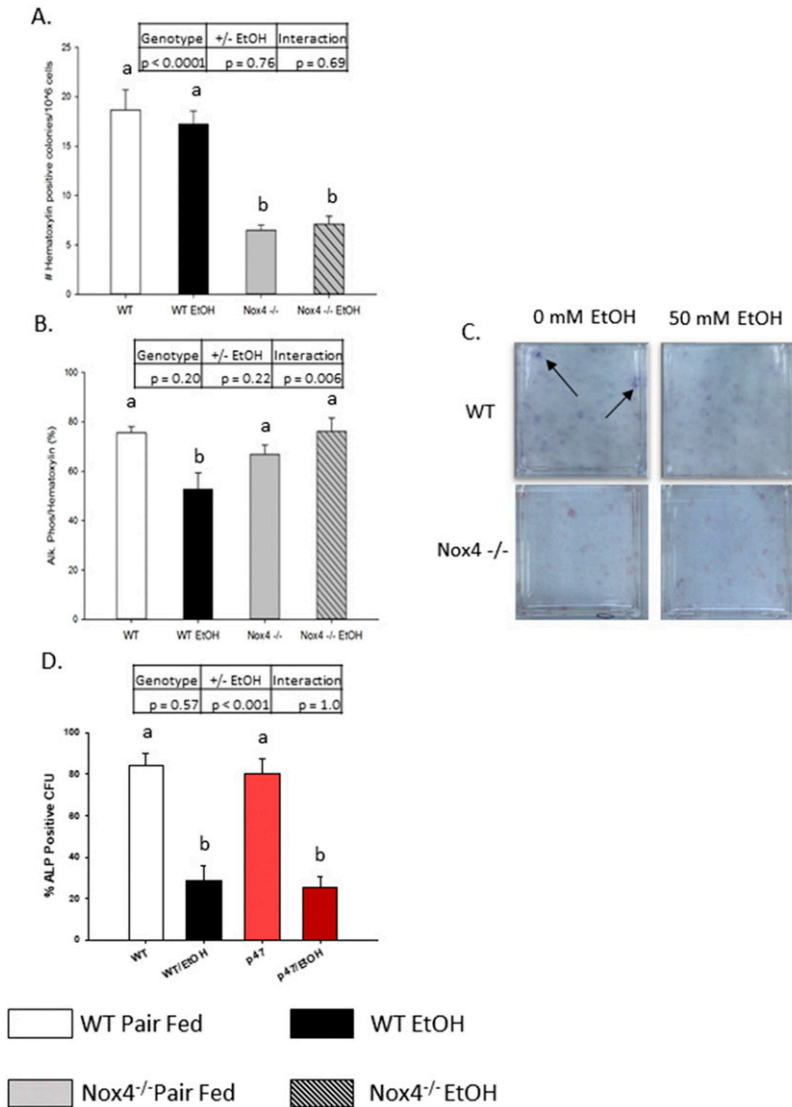 A.
Genotype +/- EtOH Interaction
p < 0.0001 p = 0.76 p = 0.69
# Hematoxylin positive colonies/10^6 cells
25
20
15
10
5
0
a
a
b
b
WT WT EtOH Nox4 -/- Nox4 -/- EtOH
B.
Genotype +/- EtOH Interaction
p = 0.20 p = 0.22 p = 0.006
Alk. Phos/Hematoxylin (%)
100
80
60
40
20
0
a
b
a
a
WT WT EtOH Nox4 -/- Nox4 -/- EtOH
C.
0 mM EtOH 50 mM EtOH
WT
Nox4 -/-
D.
Genotype +/- EtOH Interaction
p = 0.57 p < 0.001 p = 1.0
% ALP Positive CFU
100
80
60
40
20
0
a
b
a
b
WT WT/EtOH p47 p47/EtOH
WT Pair Fed WT EtOH
Nox4-/- Pair Fed Nox4-/- EtOH